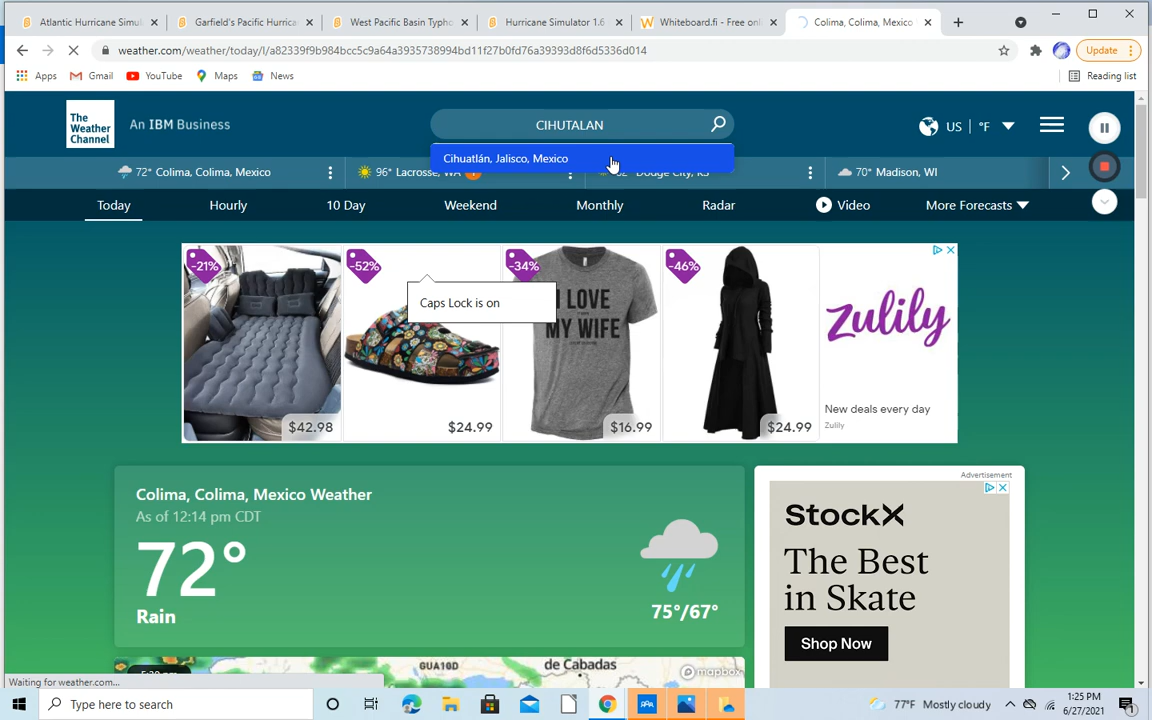 Atlantic Hurricane Simul
Garfield's Pacific Hurrica
West Pacific Basin Typho
Hurricane Simulator 1.6
Whiteboard.fi - Free onl
Colima, Colima, Mexico
weather.com/weather/today/l/a82339f9b984bcc5c9a64a3935738994bd11f27b0fd76a39393d8f6d5336d014
Update
Apps
Gmail
YouTube
Maps
News
Reading list
The
Weather
Channel
An IBM Business
CIHUTALAN
US | °F
Cihuatlán, Jalisco, Mexico
72° Colima, Colima, Mexico
96° Lacrosse, WA
Dodge City, KS
70° Madison, WI
Today
Hourly
10 Day
Weekend
Monthly
Radar
Video
More Forecasts
-21%
-52%
-34%
-46%
Caps Lock is on
I LOVE
MY WIFE
zulily
New deals every day
Zulily
$42.98
$24.99
$16.99
$24.99
Colima, Colima, Mexico Weather
As of 12:14 pm CDT
72°
Rain
75°/67°
Advertisement
StockX
The Best
in Skate
Shop Now
GUA10D
de Cabadas
mapbox
Waiting for weather.com...
Type here to search
77°F Mostly cloudy
1:25 PM
6/27/2021